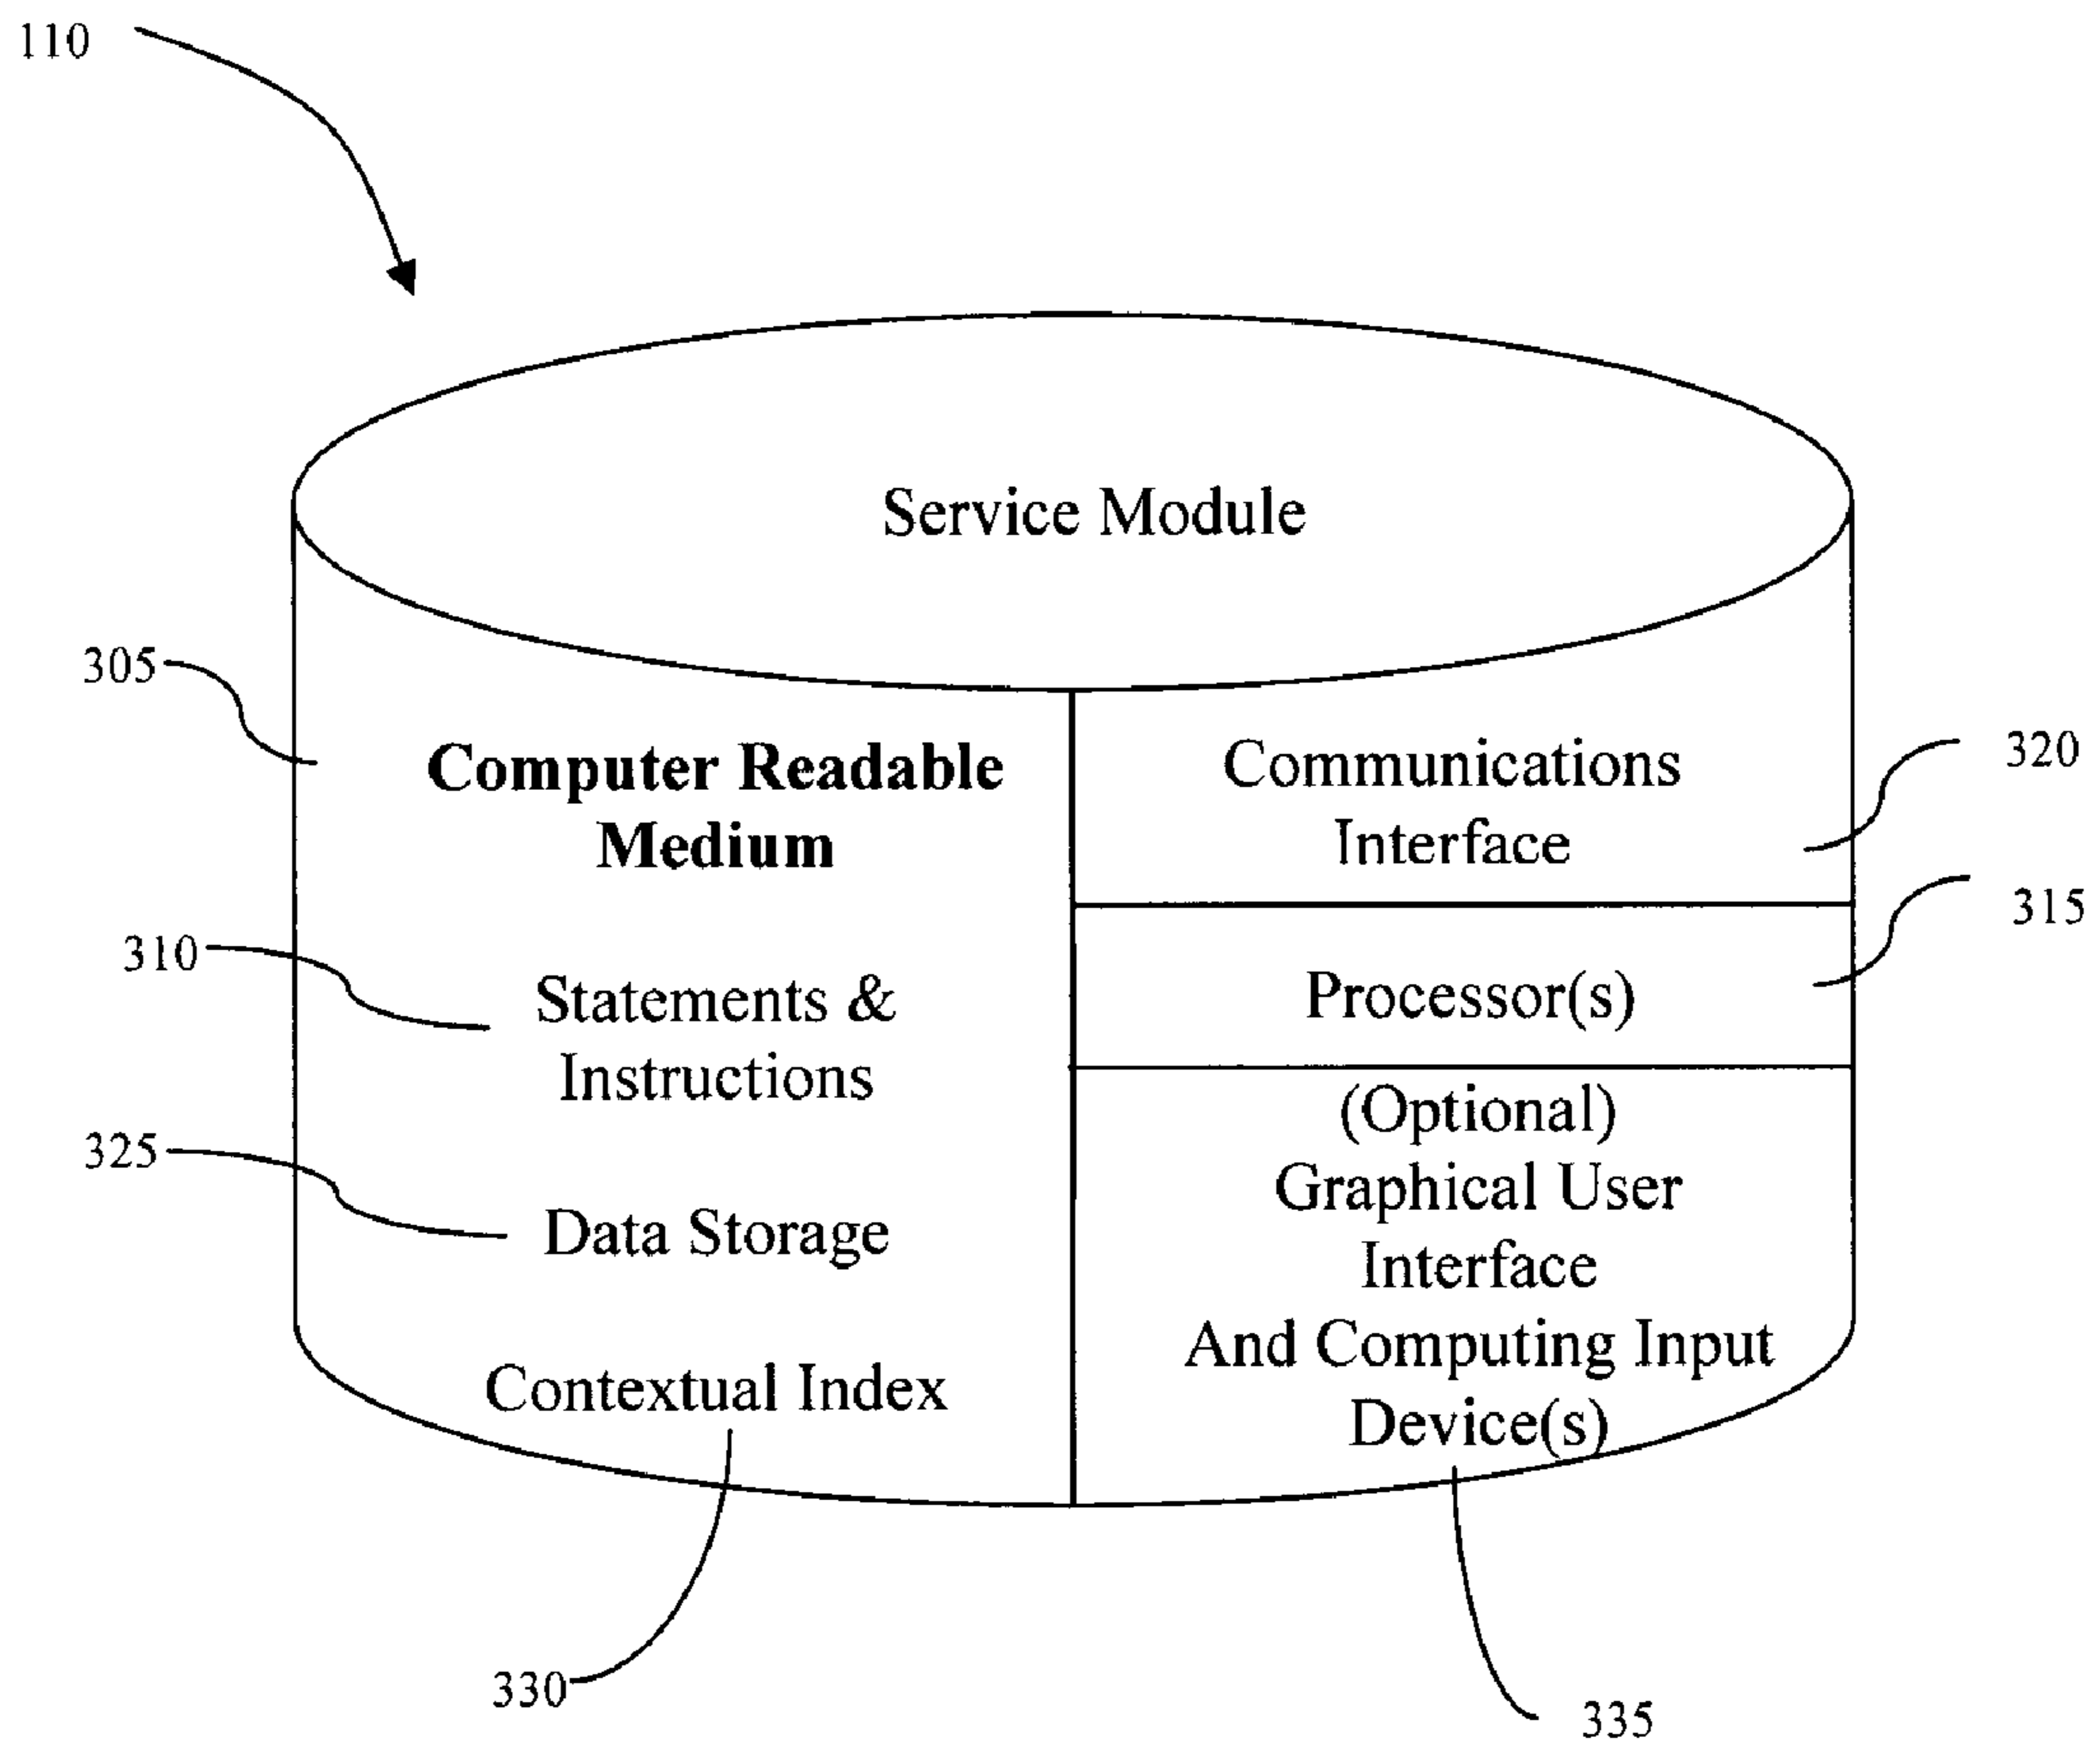 110
Service Module
305
Computer Readable
Medium
310
Statements &
Instructions
325
Data Storage
Contextual Index
330
Communications
Interface
320
315
Processor(s)
(Optional)
Graphical User
Interface
And Computing Input
Device(s)
335